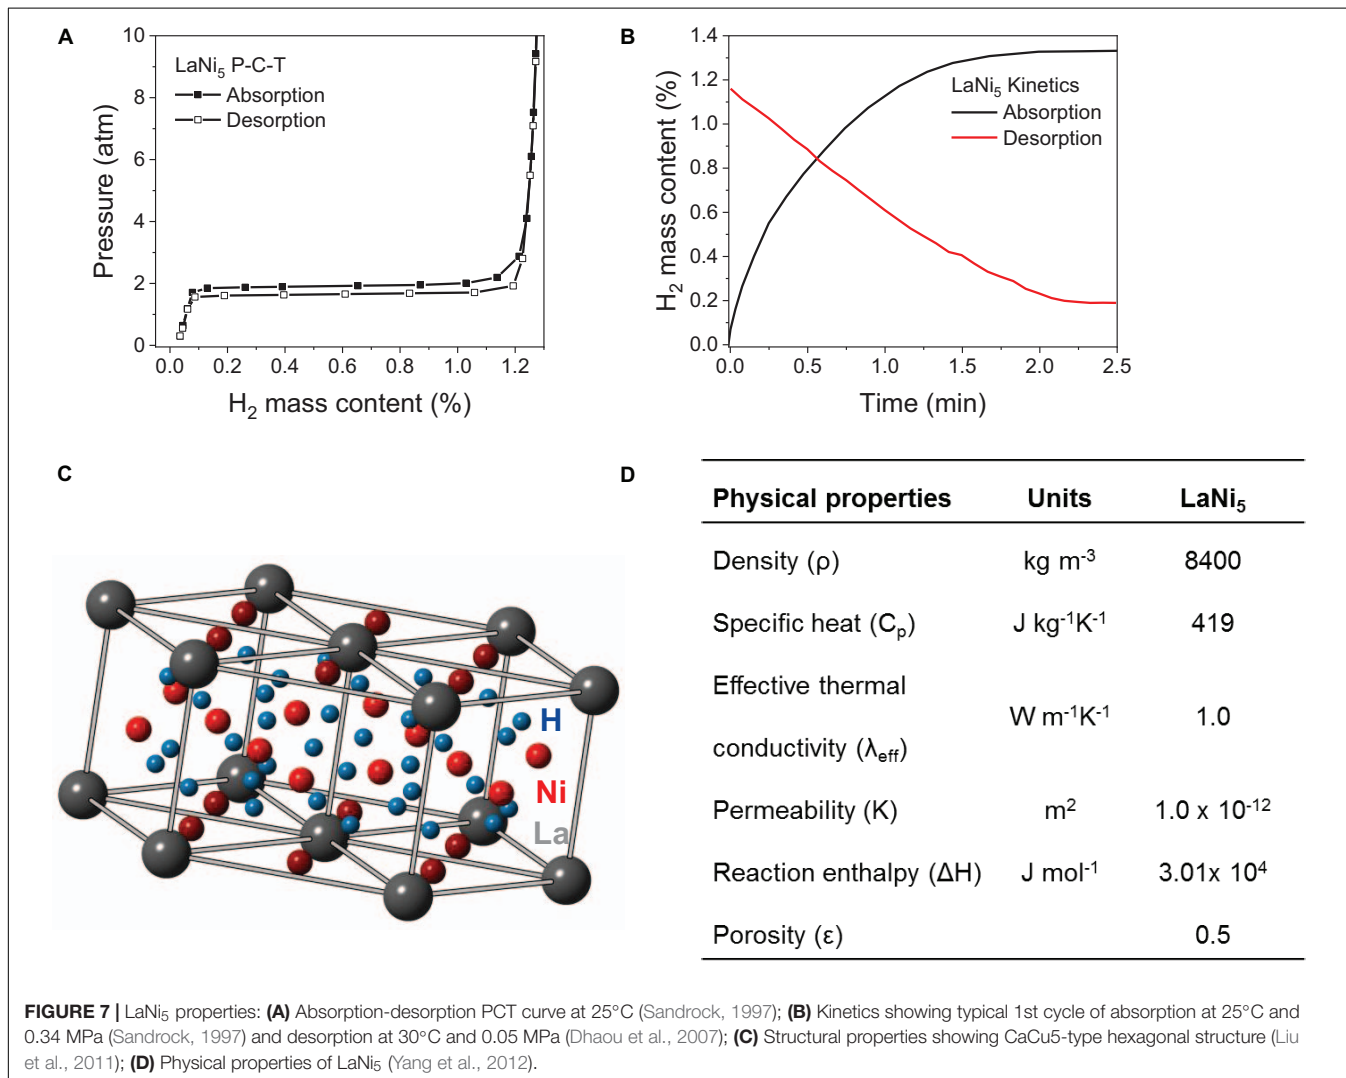 A
LaNi5 P-C-T
Absorption
Desorption
Pressure (atm)
10
8
6
4
2
0
0.0 0.2 0.4 0.6 0.8 1.0 1.2
H2 mass content (%)
B
LaNi5 Kinetics
Absorption
Desorption
H2 mass content (%)
1.4
1.2
1.0
0.8
0.6
0.4
0.2
0.0
0.0 0.5 1.0 1.5 2.0 2.5
Time (min)
C
H
Ni
La
D
Physical properties Units LaNi5
Density (ρ) kg m-3 8400
Specific heat (Cp) J kg-1K-1 419
Effective thermal
conductivity (λeff) W m-1K-1 1.0
Permeability (K) m2 1.0 x 10-12
Reaction enthalpy (ΔH) J mol-1 3.01x 104
Porosity (ε) 0.5
FIGURE 7 | LaNi5 properties: (A) Absorption-desorption PCT curve at 25°C (Sandrock, 1997); (B) Kinetics showing typical 1st cycle of absorption at 25°C and
0.34 MPa (Sandrock, 1997) and desorption at 30°C and 0.05 MPa (Dhaou et al., 2007); (C) Structural properties showing CaCu5-type hexagonal structure (Liu
et al., 2011); (D) Physical properties of LaNi5 (Yang et al., 2012).